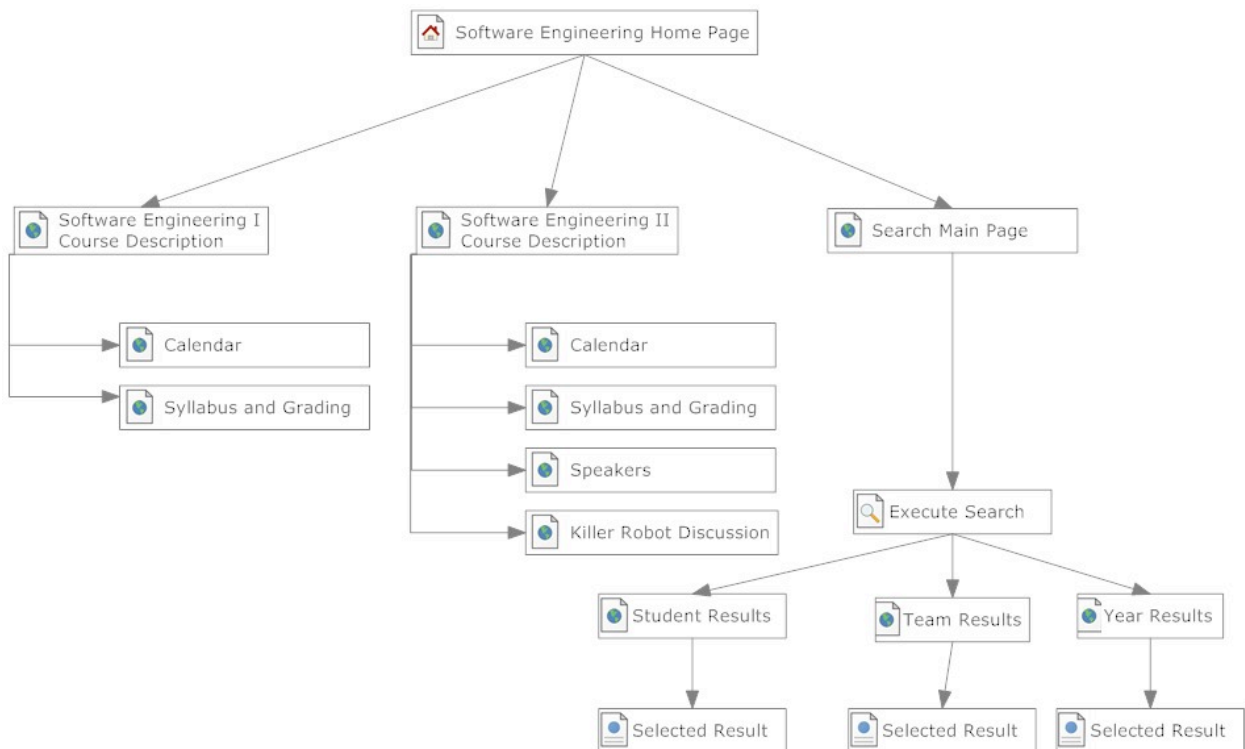 Software Engineering Home Page
Software Engineering I
Course Description
Software Engineering II
Course Description
Search Main Page
Calendar
Calendar
Syllabus and Grading
Syllabus and Grading
Speakers
Execute Search
Killer Robot Discussion
Student Results
Team Results
Year Results
Selected Result
Selected Result
Selected Result